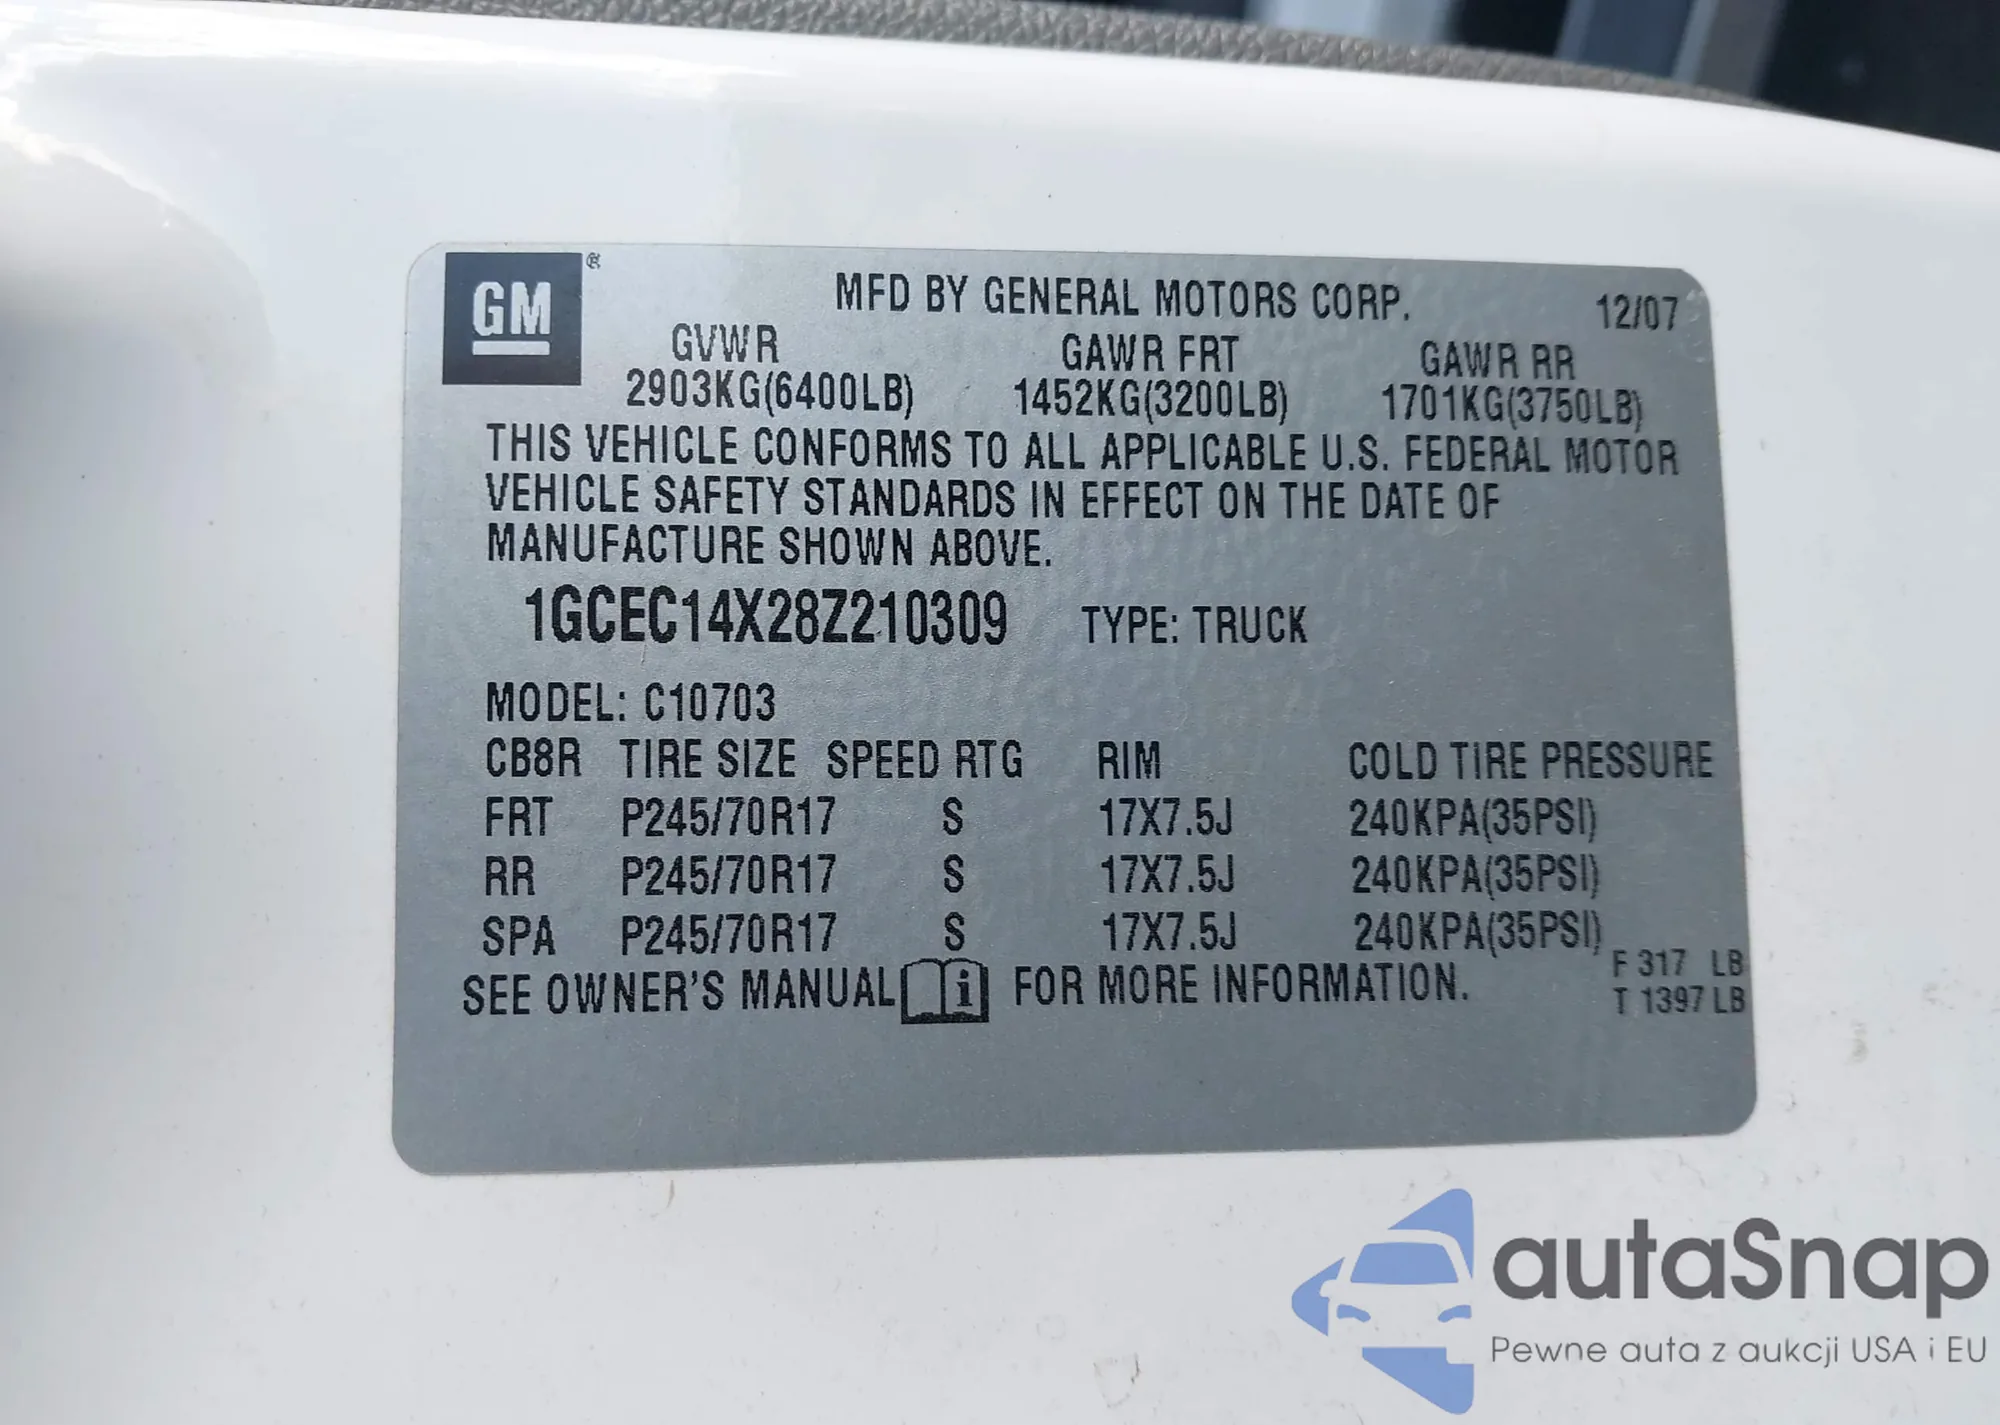 GM ®
MFD BY GENERAL MOTORS CORP. 12/07
GVWR GAWR FRT GAWR RR
2903KG(6400LB) 1452KG(3200LB) 1701KG(3750LB)
THIS VEHICLE CONFORMS TO ALL APPLICABLE U.S. FEDERAL MOTOR
VEHICLE SAFETY STANDARDS IN EFFECT ON THE DATE OF
MANUFACTURE SHOWN ABOVE.
1GCEC14X28Z210309 TYPE: TRUCK
MODEL: C10703
CB8R TIRE SIZE SPEED RTG RIM COLD TIRE PRESSURE
FRT P245/70R17 S 17X7.5J 240KPA(35PSI)
RR P245/70R17 S 17X7.5J 240KPA(35PSI)
SPA P245/70R17 S 17X7.5J 240KPA(35PSI)
SEE OWNER'S MANUAL i FOR MORE INFORMATION.
F 317 LB
T 1397 LB
autaSnap
Pewne auta z aukcji USA i EU